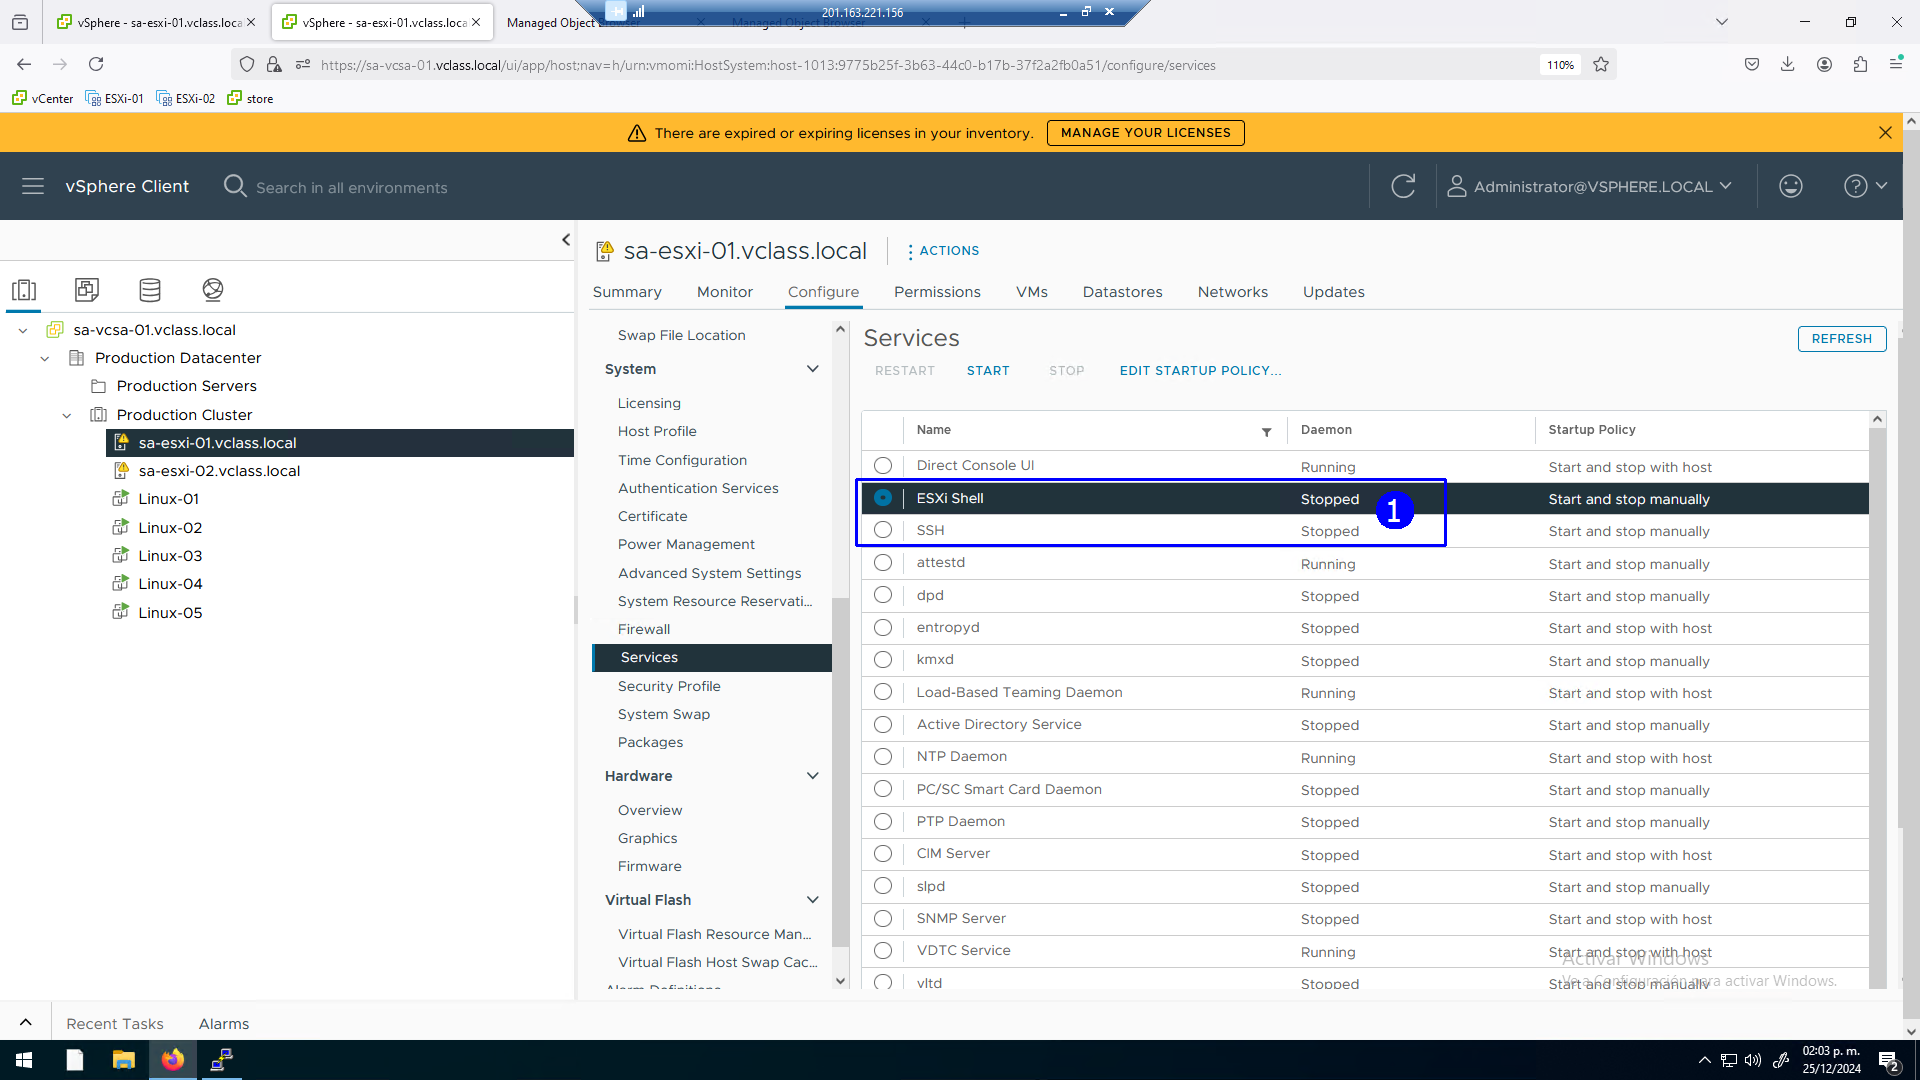 vSphere - sa-esxi-01.vclass.loca
vSphere - sa-esxi-01.vclass.loca
Managed Object Browser
Managed Object Browser
201.163.221.156
https://sa-vcsa-01.vclass.local/ui/app/host;nav=h/urn:vmomi:HostSystem:host-1013:9775b25f-3b63-44c0-b17b-37f2a2fb0a51/configure/services
110%
vCenter
ESXi-01
ESXi-02
store
There are expired or expiring licenses in your inventory.
MANAGE YOUR LICENSES
vSphere Client
Search in all environments
Administrator@VSPHERE.LOCAL
sa-vcsa-01.vclass.local
Production Datacenter
Production Servers
Production Cluster
sa-esxi-01.vclass.local
sa-esxi-02.vclass.local
Linux-01
Linux-02
Linux-03
Linux-04
Linux-05
sa-esxi-01.vclass.local
ACTIONS
Summary
Monitor
Configure
Permissions
VMs
Datastores
Networks
Updates
Swap File Location
System
Licensing
Host Profile
Time Configuration
Authentication Services
Certificate
Power Management
Advanced System Settings
System Resource Reservati...
Firewall
Services
Security Profile
System Swap
Packages
Hardware
Overview
Graphics
Firmware
Virtual Flash
Virtual Flash Resource Man...
Virtual Flash Host Swap Cac...
Alarm Definitions
Services
REFRESH
RESTART
START
STOP
EDIT STARTUP POLICY...
Name Daemon Startup Policy
Direct Console UI Running Start and stop with host
ESXi Shell Stopped 1 Start and stop manually
SSH Stopped Start and stop manually
attestd Running Start and stop manually
dpd Stopped Start and stop manually
entropyd Stopped Start and stop with host
kmxd Stopped Start and stop manually
Load-Based Teaming Daemon Running Start and stop with host
Active Directory Service Stopped Start and stop manually
NTP Daemon Running Start and stop with host
PC/SC Smart Card Daemon Stopped Start and stop manually
PTP Daemon Stopped Start and stop manually
CIM Server Stopped Start and stop with host
slpd Stopped Start and stop manually
SNMP Server Stopped Start and stop with host
VDTC Service Running Start and stop with host
vltd Stopped Start and stop manually
Activar Windows
Ve a Configuración para activar Windows.
Recent Tasks
Alarms
02:03 p. m.
25/12/2024
2